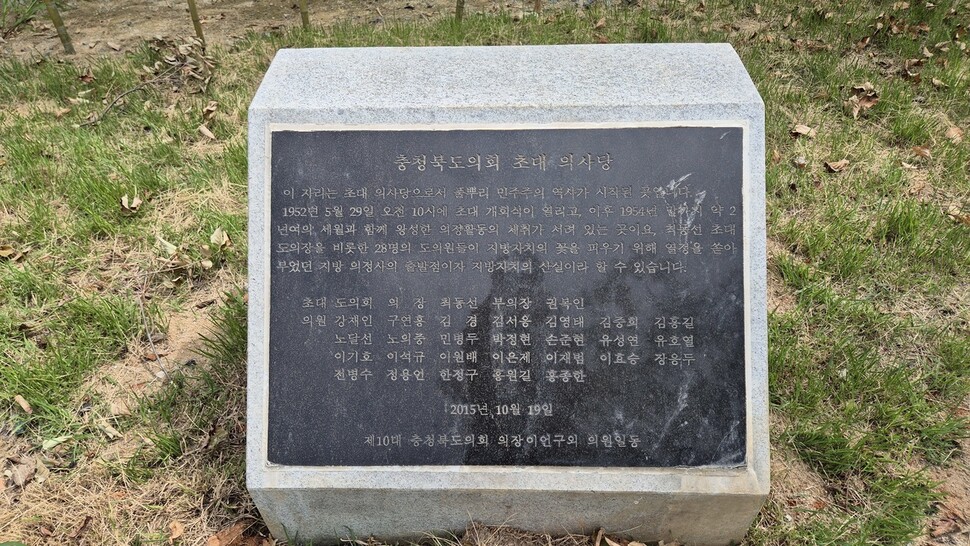 충청북도의회 초대 의사당
이 자리는 초대 의사당으로서 풀뿌리 민주주의 역사가 시작된 곳입니다.
1952년 5월 29일 오전 10시에 초대 개회식이 열리고, 이후 1954년 말까지 약 2
년여의 세월과 함께 왕성한 의정활동의 체취가 서려 있는 곳이요, 최동선 초대
도의장을 비롯한 28명의 도의원들이 지방자치의 꽃을 피우기 위해 열정을 쏟아
부었던 지방 의정사의 출발점이자 지방자치의 산실이라 할 수 있습니다.
초대 도의회 의 장 최동선 부의장 권복인
의원 강재인 구연홍 김 경 김서웅 김영태 김중희 김홍길
노달선 노의중 민병두 박정현 손준현 유성연 유호열
이기호 이석규 이원배 이은제 이재범 이효승 장응두
전병수 정용언 한정구 홍원길 홍종한
2015년 10월 19일
제10대 충청북도의회 의장이언구외 의원일동